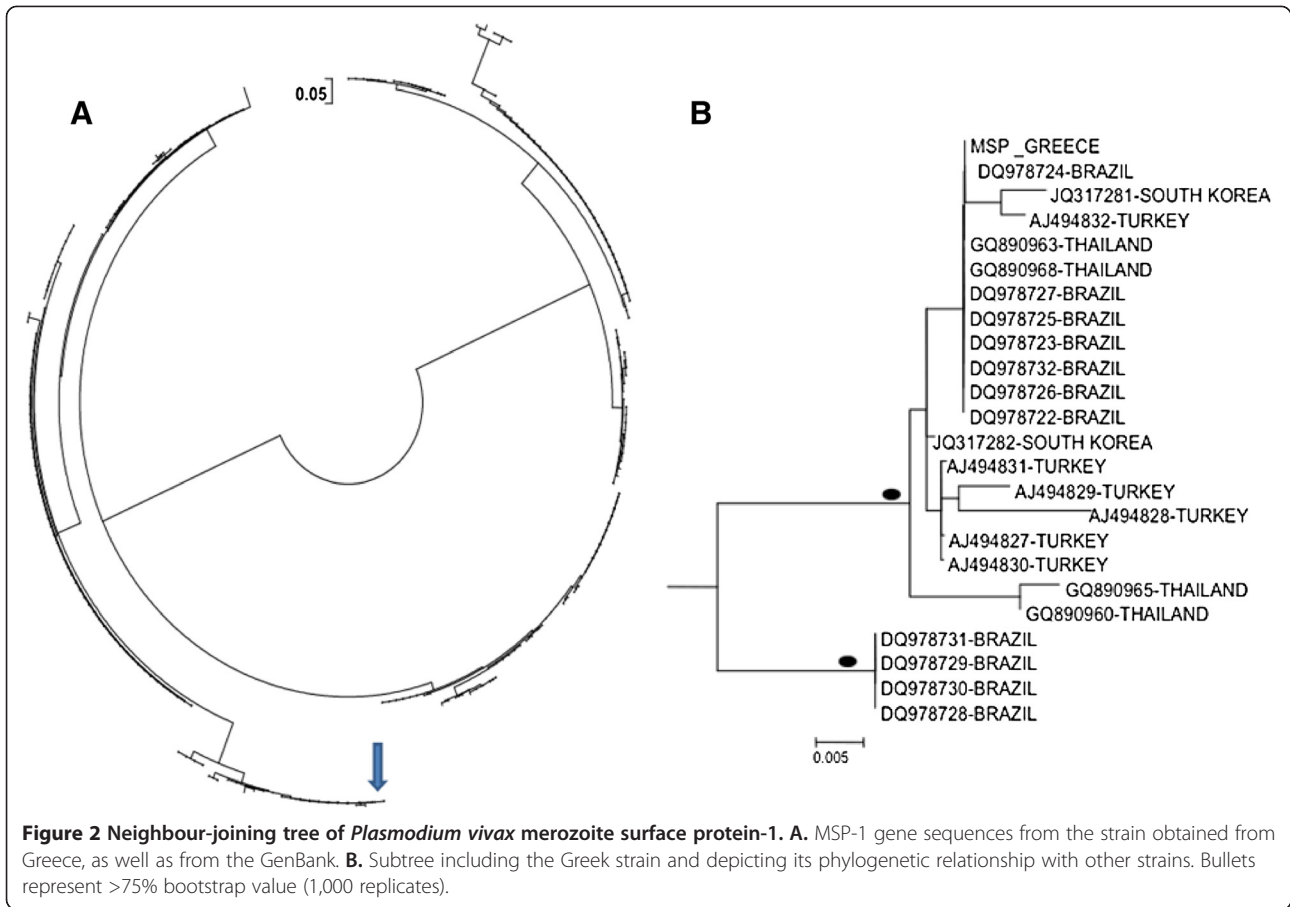 A
0.05
B
MSP _GREECE
DQ978724-BRAZIL
JQ317281-SOUTH KOREA
AJ494832-TURKEY
GQ890963-THAILAND
GQ890968-THAILAND
DQ978727-BRAZIL
DQ978725-BRAZIL
DQ978723-BRAZIL
DQ978732-BRAZIL
DQ978726-BRAZIL
DQ978722-BRAZIL
JQ317282-SOUTH KOREA
AJ494831-TURKEY
AJ494829-TURKEY
AJ494828-TURKEY
AJ494827-TURKEY
AJ494830-TURKEY
GQ890965-THAILAND
GQ890960-THAILAND
DQ978731-BRAZIL
DQ978729-BRAZIL
DQ978730-BRAZIL
DQ978728-BRAZIL
0.005
Figure 2 Neighbour-joining tree of Plasmodium vivax merozoite surface protein-1. A. MSP-1 gene sequences from the strain obtained from
Greece, as well as from the GenBank. B. Subtree including the Greek strain and depicting its phylogenetic relationship with other strains. Bullets
represent >75% bootstrap value (1,000 replicates).